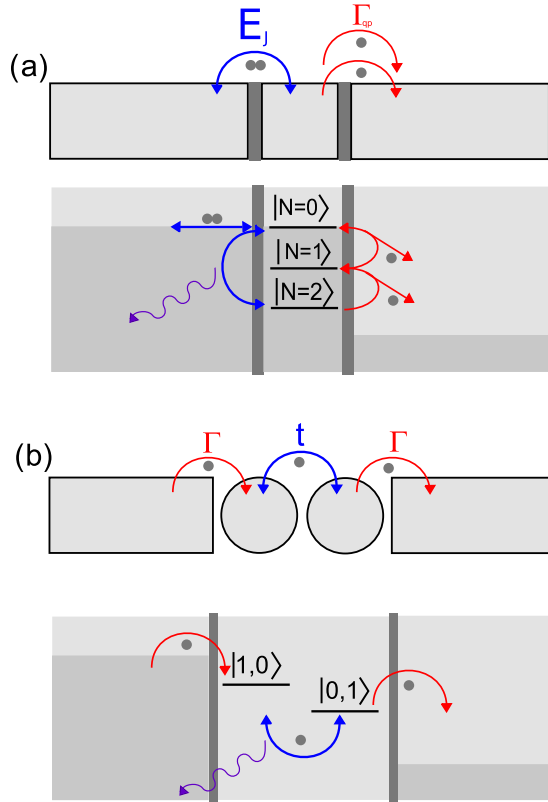 (a)
E_J
Γ_qp
|N=0⟩
|N=1⟩
|N=2⟩
(b)
Γ t Γ
|1,0⟩
|0,1⟩